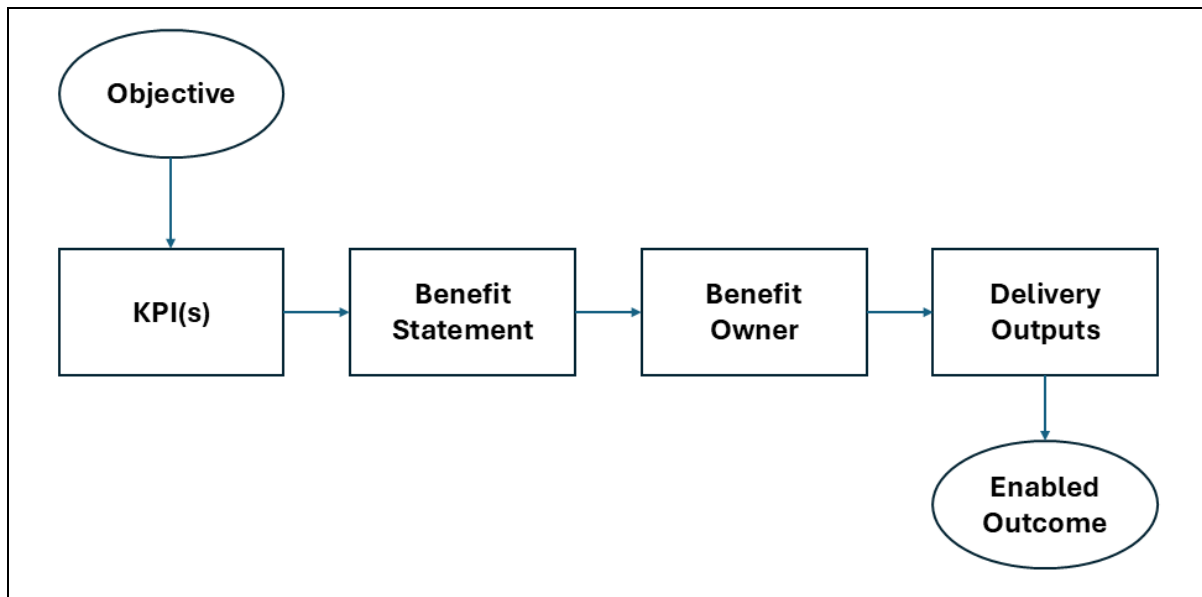 Objective
KPI(s)
Benefit
Statement
Benefit
Owner
Delivery
Outputs
Enabled
Outcome